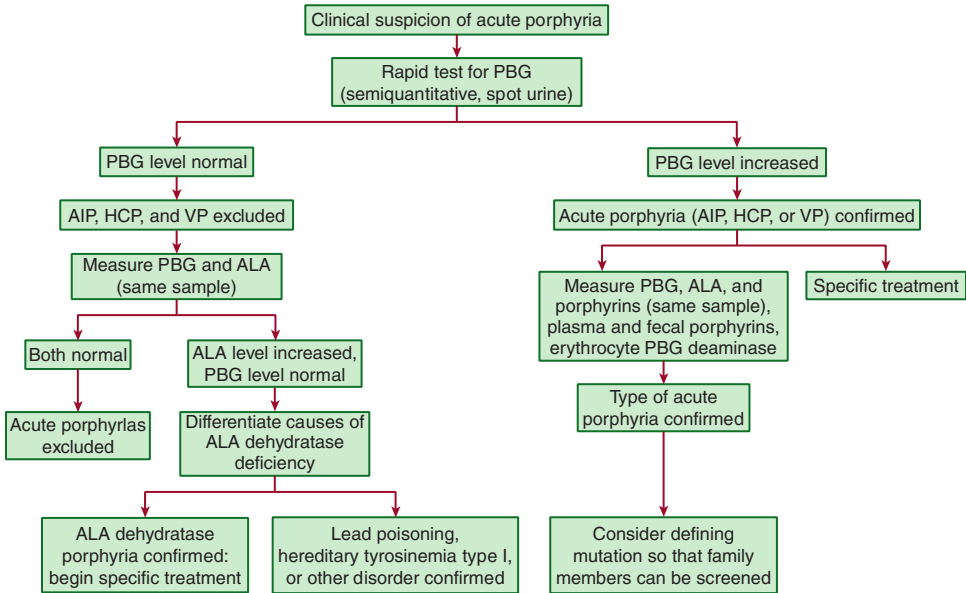 Clinical suspicion of acute porphyria
Rapid test for PBG
(semiquantitative, spot urine)
PBG level normal
PBG level increased
AIP, HCP, and VP excluded
Acute porphyria (AIP, HCP, or VP) confirmed
Measure PBG and ALA
(same sample)
Measure PBG, ALA, and
porphyrins (same sample),
plasma and fecal porphyrins,
erythrocyte PBG deaminase
Specific treatment
Both normal
ALA level increased,
PBG level normal
Type of acute
porphyria confirmed
Acute porphyrlas
excluded
Differentiate causes of
ALA dehydratase
deficiency
ALA dehydratase
porphyria confirmed:
begin specific treatment
Lead poisoning,
hereditary tyrosinemia type I,
or other disorder confirmed
Consider defining
mutation so that family
members can be screened